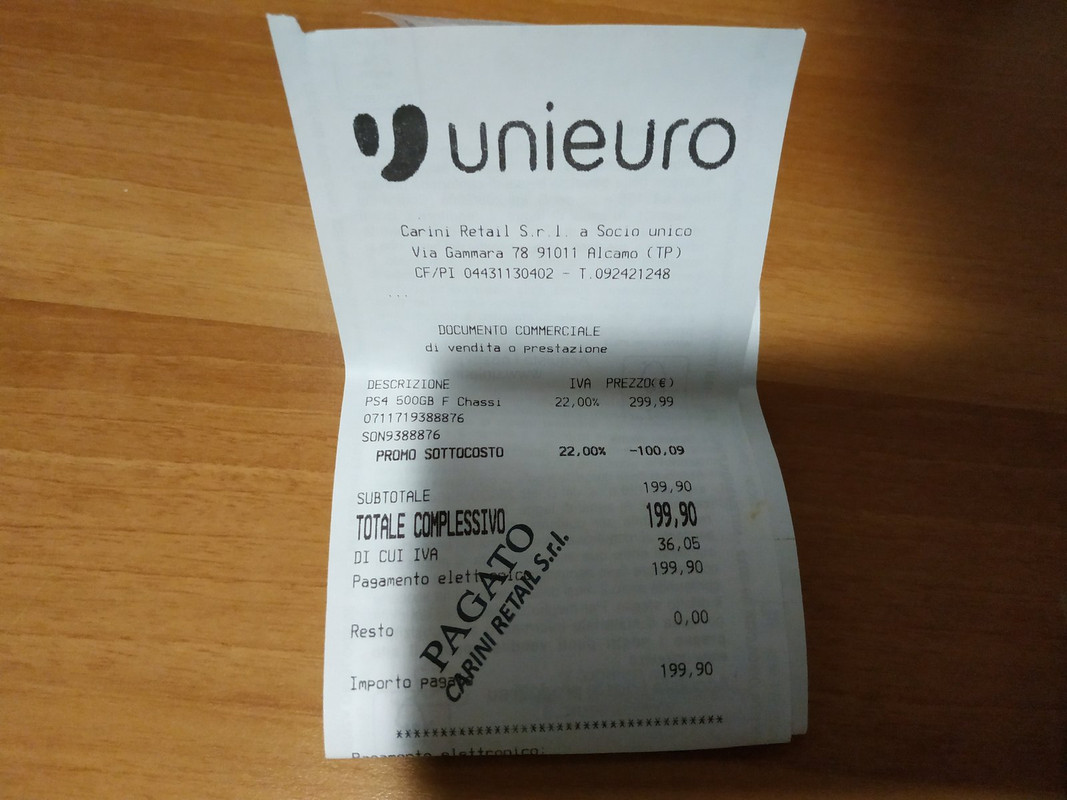 unieuro
Carini Retail S.r.l. a Socio unico
Via Gammara 78 91011 Alcamo (TP)
CF/PI 04431130402 - T.092421248
...
DOCUMENTO COMMERCIALE
di vendita o prestazione
DESCRIZIONE IVA PREZZO(€)
PS4 500GB F Chassi 22,00% 299,99
0711719388876
SON9388876
PROMO SOTTOCOSTO 22,00% -100,09
SUBTOTALE 199,90
TOTALE COMPLESSIVO 199,90
DI CUI IVA 36,05
Pagamento elettronico 199,90
PAGATO
CARINI RETAIL S.r.l.
Resto 0,00
Importo pagato 199,90
****************************************
Pagamento elettronico: